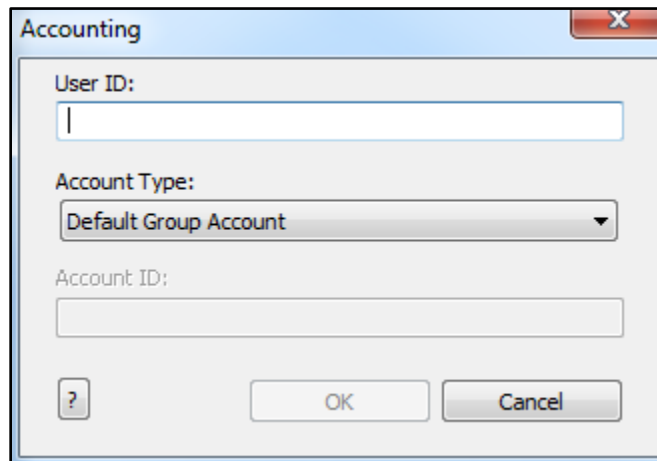 Accounting
User ID:
Account Type:
Default Group Account
Account ID:
?
OK
Cancel